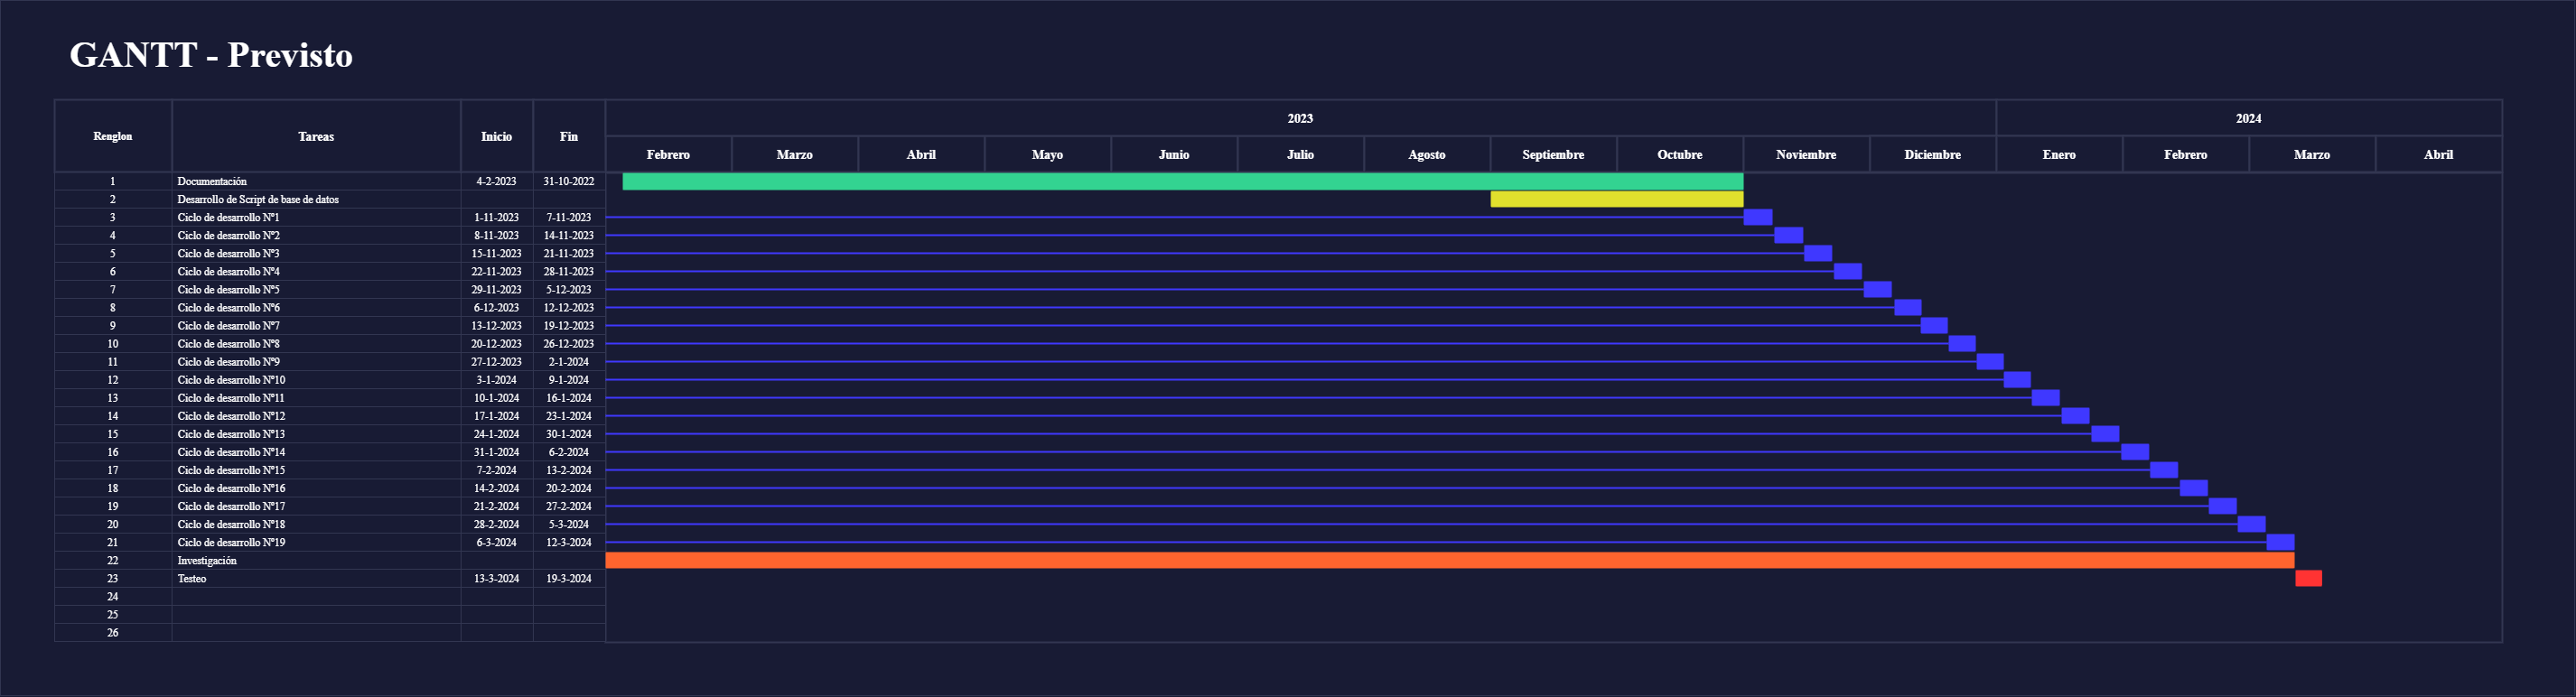 GANTT - Previsto
Renglon Tareas Inicio Fin 2023 2024
Febrero Marzo Abril Mayo Junio Julio Agosto Septiembre Octubre Noviembre Diciembre Enero Febrero Marzo Abril
1 Documentación 4-2-2023 31-10-2022
2 Desarrollo de Script de base de datos
3 Ciclo de desarrollo Nº1 1-11-2023 7-11-2023
4 Ciclo de desarrollo Nº2 8-11-2023 14-11-2023
5 Ciclo de desarrollo Nº3 15-11-2023 21-11-2023
6 Ciclo de desarrollo Nº4 22-11-2023 28-11-2023
7 Ciclo de desarrollo Nº5 29-11-2023 5-12-2023
8 Ciclo de desarrollo Nº6 6-12-2023 12-12-2023
9 Ciclo de desarrollo Nº7 13-12-2023 19-12-2023
10 Ciclo de desarrollo Nº8 20-12-2023 26-12-2023
11 Ciclo de desarrollo Nº9 27-12-2023 2-1-2024
12 Ciclo de desarrollo Nº10 3-1-2024 9-1-2024
13 Ciclo de desarrollo Nº11 10-1-2024 16-1-2024
14 Ciclo de desarrollo Nº12 17-1-2024 23-1-2024
15 Ciclo de desarrollo Nº13 24-1-2024 30-1-2024
16 Ciclo de desarrollo Nº14 31-1-2024 6-2-2024
17 Ciclo de desarrollo Nº15 7-2-2024 13-2-2024
18 Ciclo de desarrollo Nº16 14-2-2024 20-2-2024
19 Ciclo de desarrollo Nº17 21-2-2024 27-2-2024
20 Ciclo de desarrollo Nº18 28-2-2024 5-3-2024
21 Ciclo de desarrollo Nº19 6-3-2024 12-3-2024
22 Investigación
23 Testeo 13-3-2024 19-3-2024
24
25
26